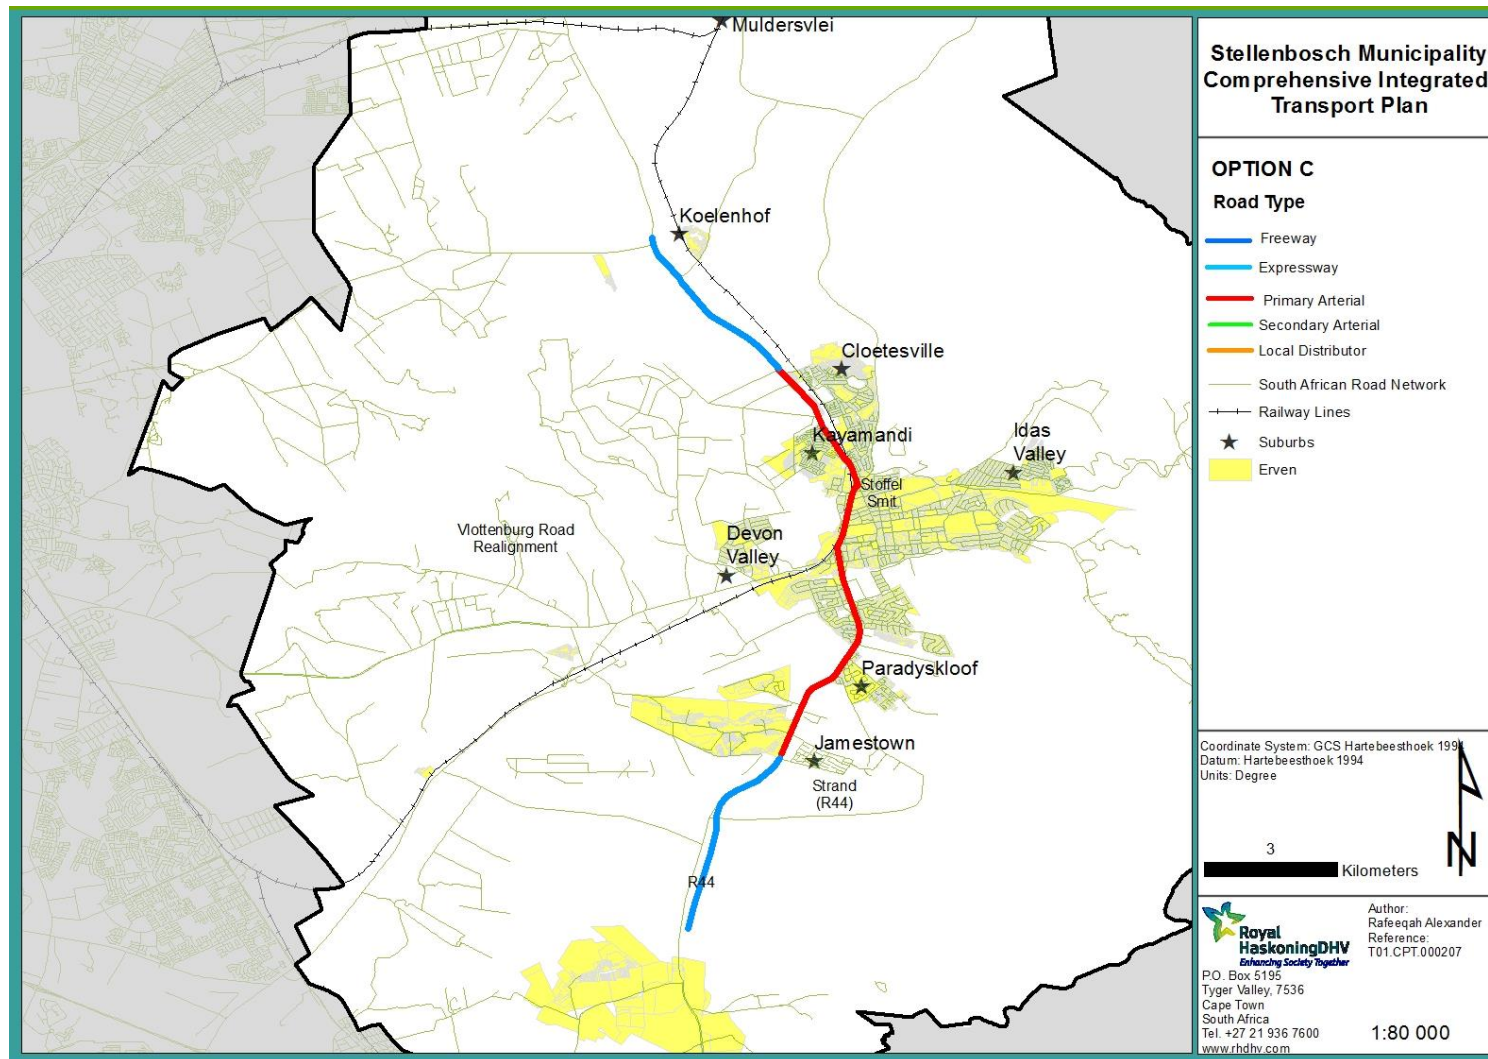 Muldersvlei
Koelenhof
Cloetesville
Kayamandi
Idas
Valley
Stoffel
Smit
Vlottenburg Road
Realignment
Devon
Valley
Paradyskloof
Jamestown
Strand
(R44)
R44
Stellenbosch Municipality
Comprehensive Integrated
Transport Plan
OPTION C
Road Type
Freeway
Expressway
Primary Arterial
Secondary Arterial
Local Distributor
South African Road Network
Railway Lines
Suburbs
Erven
Coordinate System: GCS Hartebeesthoek 1994
Datum: Hartebeesthoek 1994
Units: Degree
N
3
Kilometers
Royal
HaskoningDHV
Enhancing Society Together
Author:
Rafeeqah Alexander
Reference:
T01.CPT.000207
P.O. Box 5195
Tyger Valley, 7536
Cape Town
South Africa
Tel. +27 21 936 7600
www.rhdhv.com
1:80 000